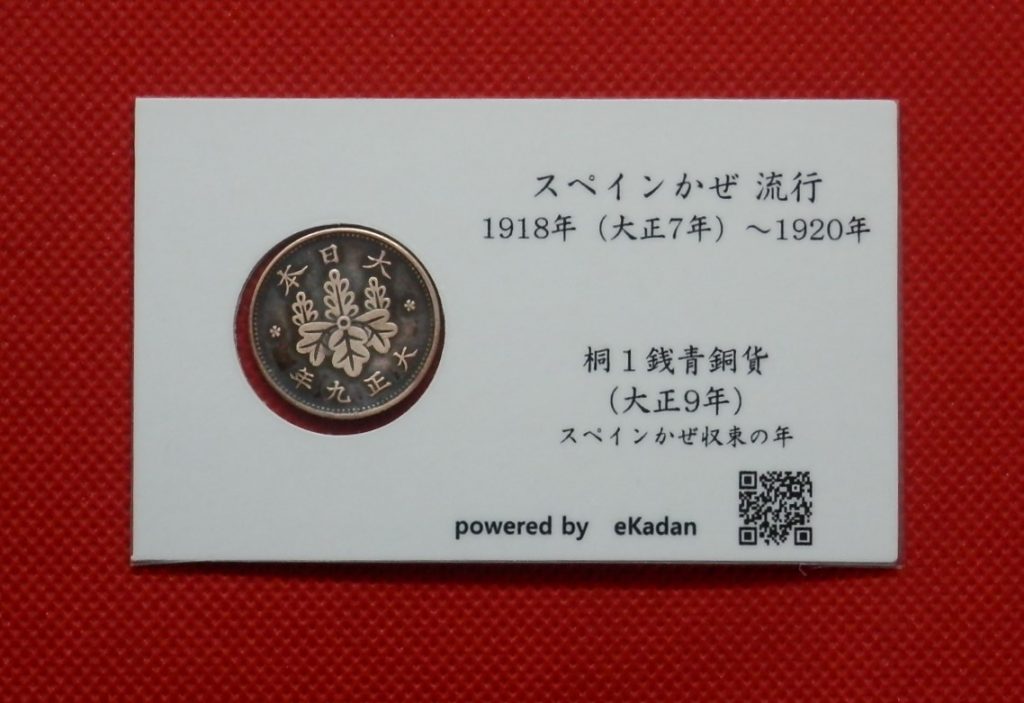 大日本
大正九年
スペインかぜ 流行
1918年（大正7年）～1920年
桐１銭青銅貨
（大正9年）
スペインかぜ収束の年
powered by eKadan